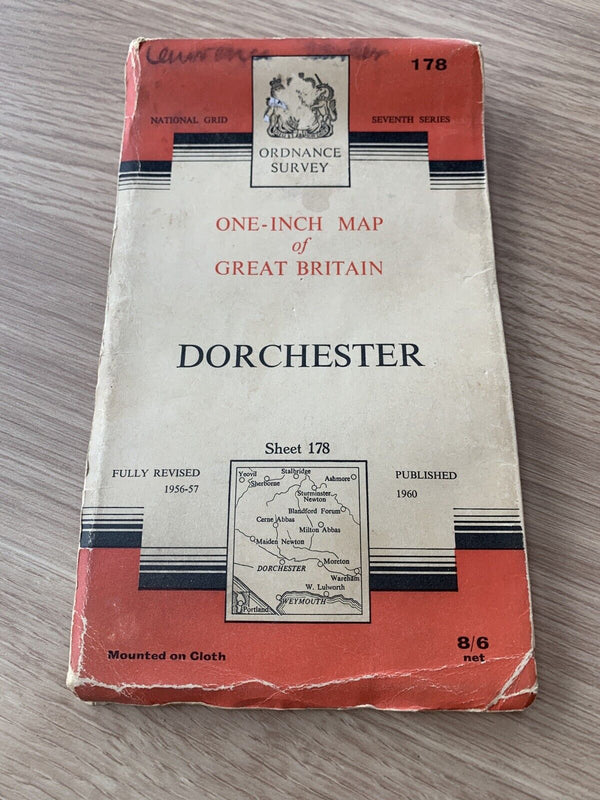 Lawrence
178
NATIONAL GRID
SEVENTH SERIES
ORDNANCE
SURVEY
ONE-INCH MAP
of
GREAT BRITAIN
DORCHESTER
Sheet 178
FULLY REVISED
1956-57
PUBLISHED
1960
Yeovil
Stalbridge
Ashmore
Sherborne
Sturminster
Newton
Blandford Forum
Cerne Abbas
Milton Abbas
Maiden Newton
DORCHESTER
Moreton
Wareham
W. Lulworth
WEYMOUTH
Portland
Mounted on Cloth
8/6
net